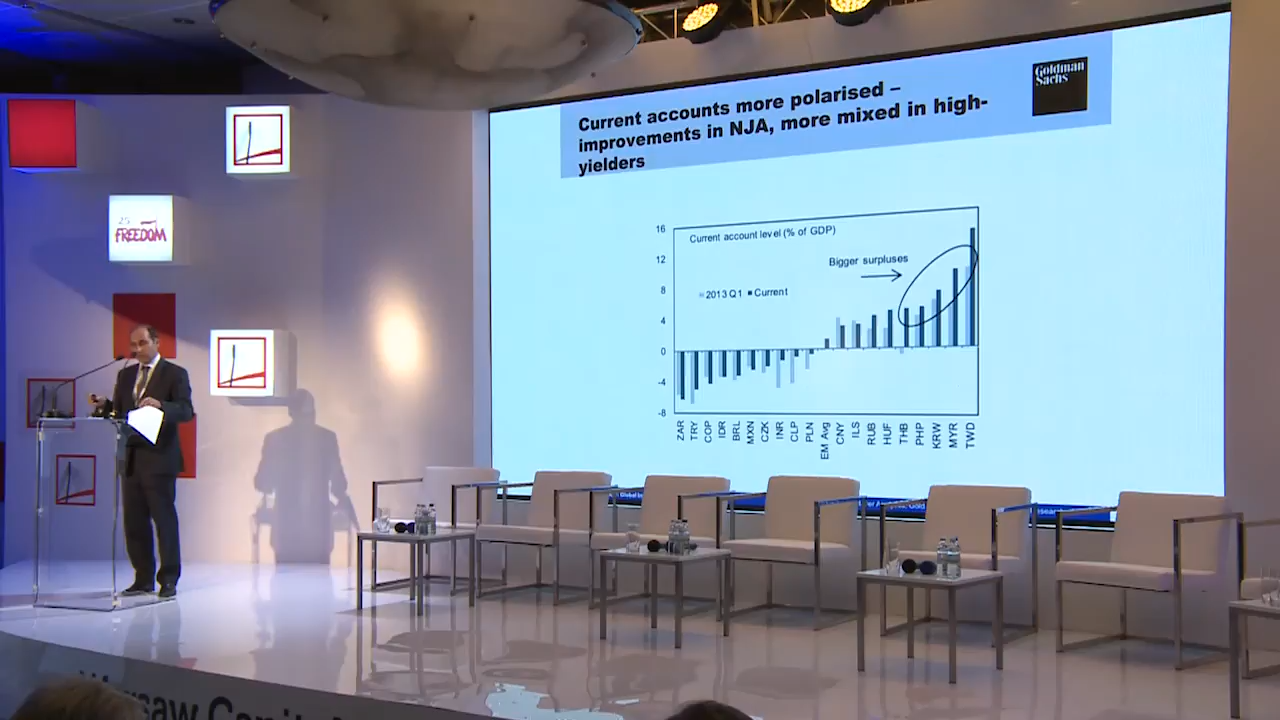 Current accounts more polarised –
improvements in NJA, more mixed in high-
yielders
Goldman
Sachs
25
FREEDOM
Current account level (% of GDP)
Bigger surpluses
2013 Q1
Current
16
12
8
4
0
-4
-8
ZAR
TRY
COP
IDR
BRL
MXN
CZK
INR
CLP
PLN
EM Avg
CNY
ILS
RUB
HUF
THB
PHP
KRW
MYR
TWD
Global